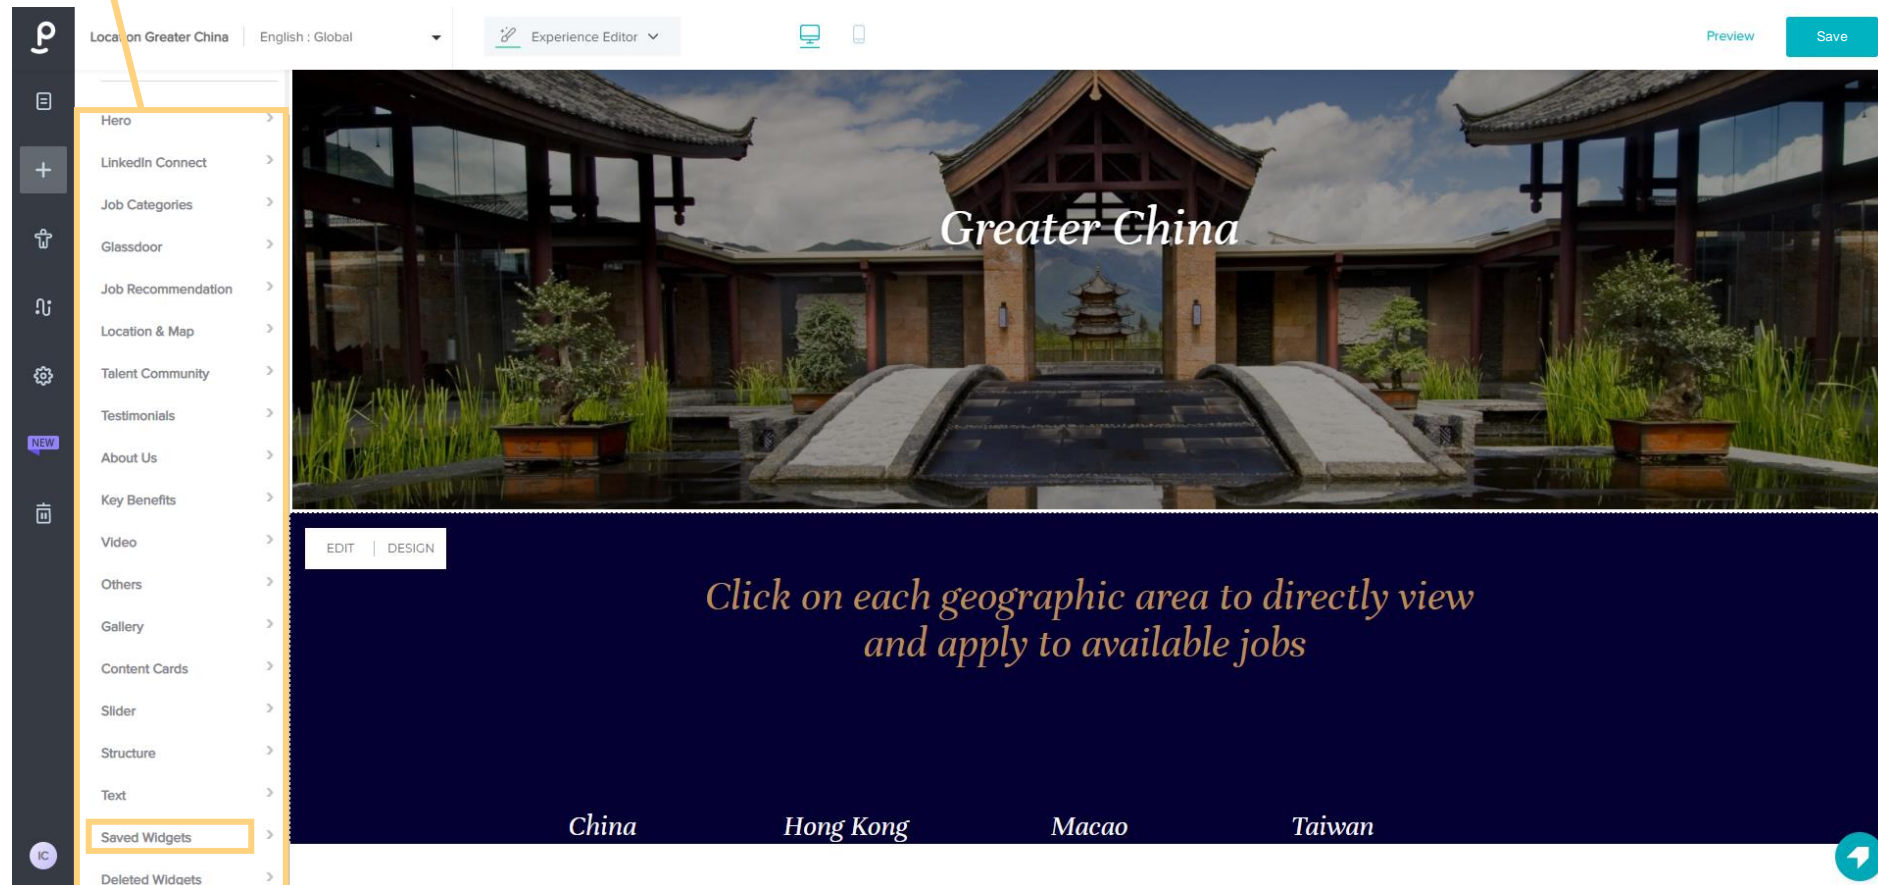 Location Greater China
English : Global
Experience Editor
Preview
Save
Hero
LinkedIn Connect
Job Categories
Glassdoor
Job Recommendation
Location & Map
Talent Community
Testimonials
NEW
About Us
Key Benefits
Video
Others
Gallery
Content Cards
Slider
Structure
Text
Saved Widgets
Deleted Widgets
IC
Greater China
EDIT | DESIGN
Click on each geographic area to directly view
and apply to available jobs
China Hong Kong Macao Taiwan